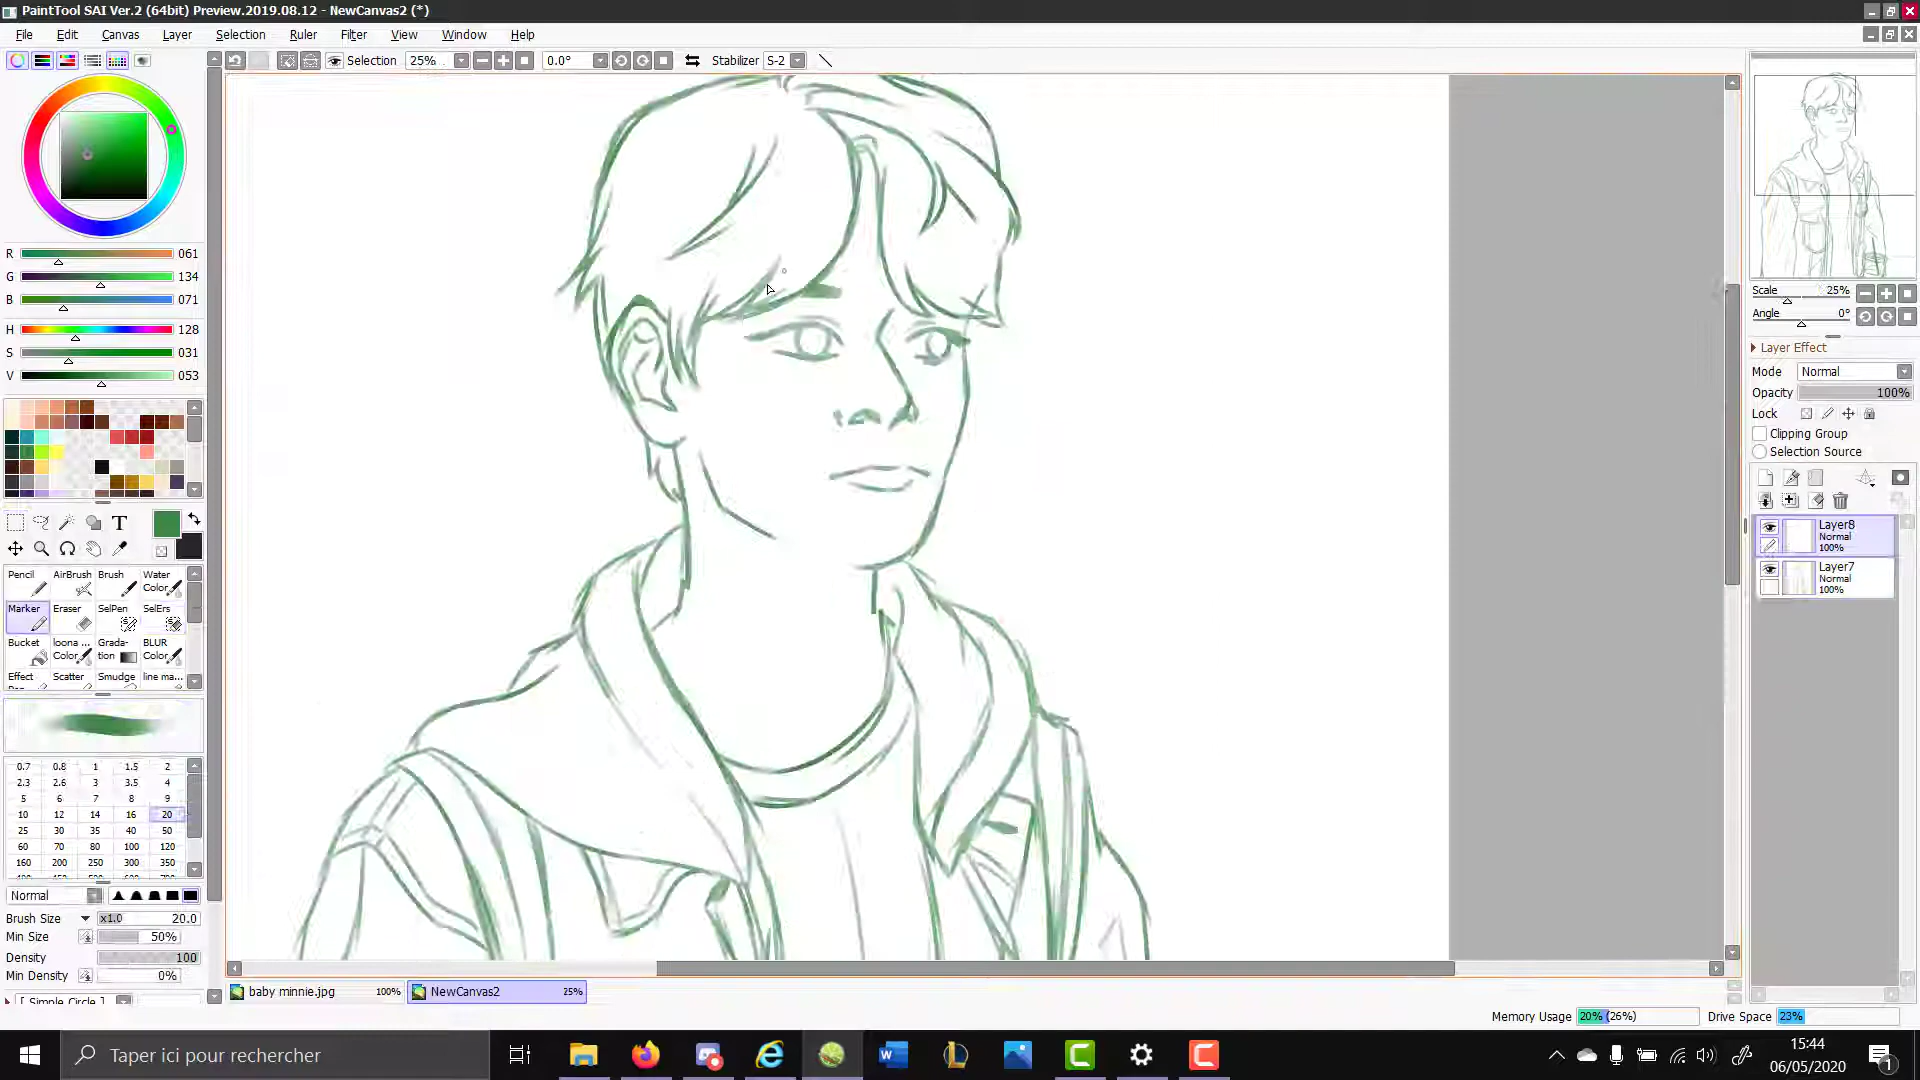 PaintTool SAI Ver.2 (64bit) Preview.2019.08.12 - NewCanvas2 (*)
File Edit Canvas Layer Selection Ruler Filter View Window Help
Selection 25% 0.0° Stabilizer S-2
R 061
G 134
B 071
H 128
S 031
V 053
T
Pencil AirBrush Brush Water Color
Marker Eraser SelPen SelErs
Bucket loona ... Color Grada- tion BLUR Color
Effect Scatter Smudge line ma...
0.7 0.8 1 1.5 2
2.3 2.6 3 3.5 4
5 6 7 8 9
10 12 14 16 20
25 30 35 40 50
60 70 80 100 120
160 200 250 300 350
Normal
Brush Size x1.0 20.0
Min Size 50%
Density 100
Min Density 0%
[ Simple Circle ]
baby minnie.jpg 100% NewCanvas2 25%
Scale 25%
Angle 0°
Layer Effect
Mode Normal
Opacity 100%
Lock
Clipping Group
Selection Source
Layer8
Normal
100%
Layer7
Normal
100%
Memory Usage 20% (26%) Drive Space 23%
Taper ici pour rechercher
15:44
06/05/2020
1